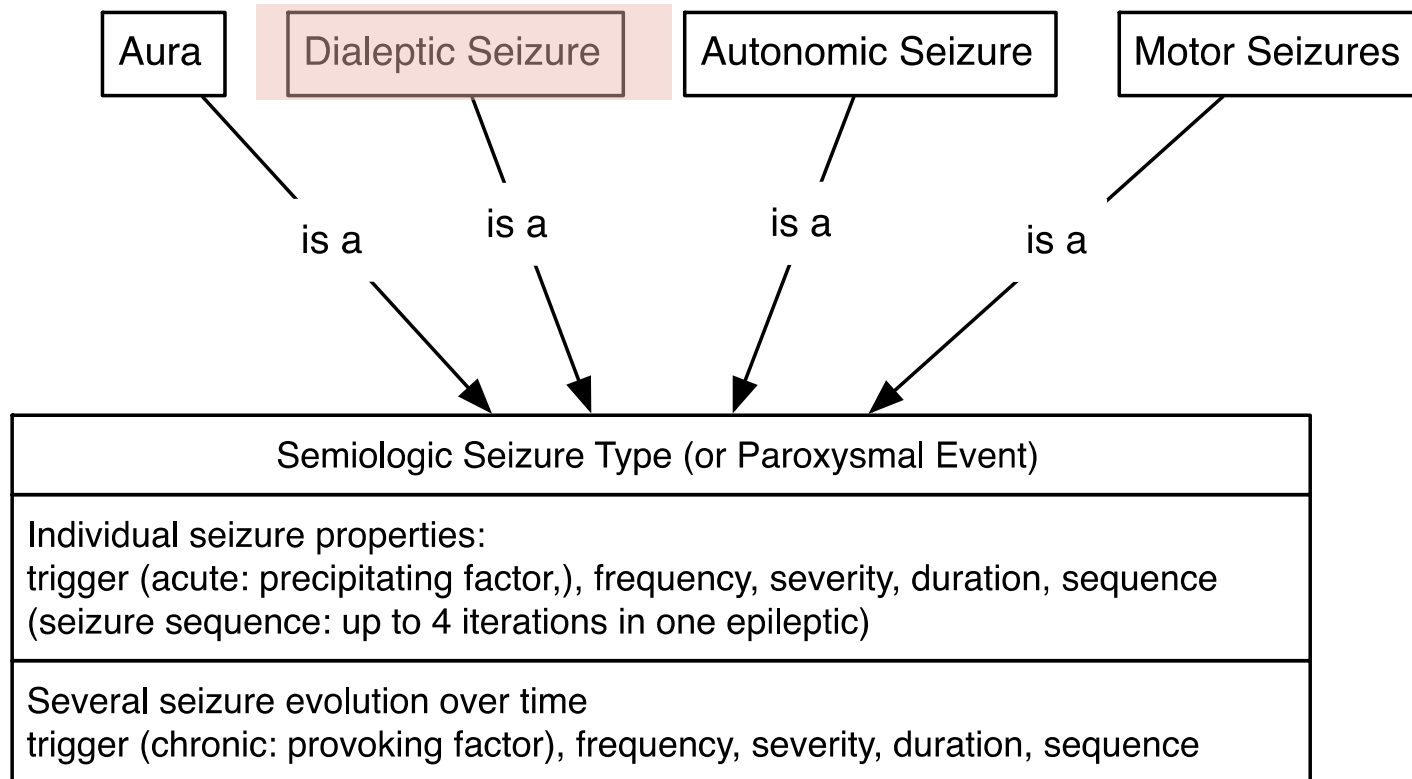 Aura
Dialeptic Seizure
Autonomic Seizure
Motor Seizures
is a
is a
is a
is a
Semiologic Seizure Type (or Paroxysmal Event)
Individual seizure properties:
trigger (acute: precipitating factor,), frequency, severity, duration, sequence
(seizure sequence: up to 4 iterations in one epileptic)
Several seizure evolution over time
trigger (chronic: provoking factor), frequency, severity, duration, sequence